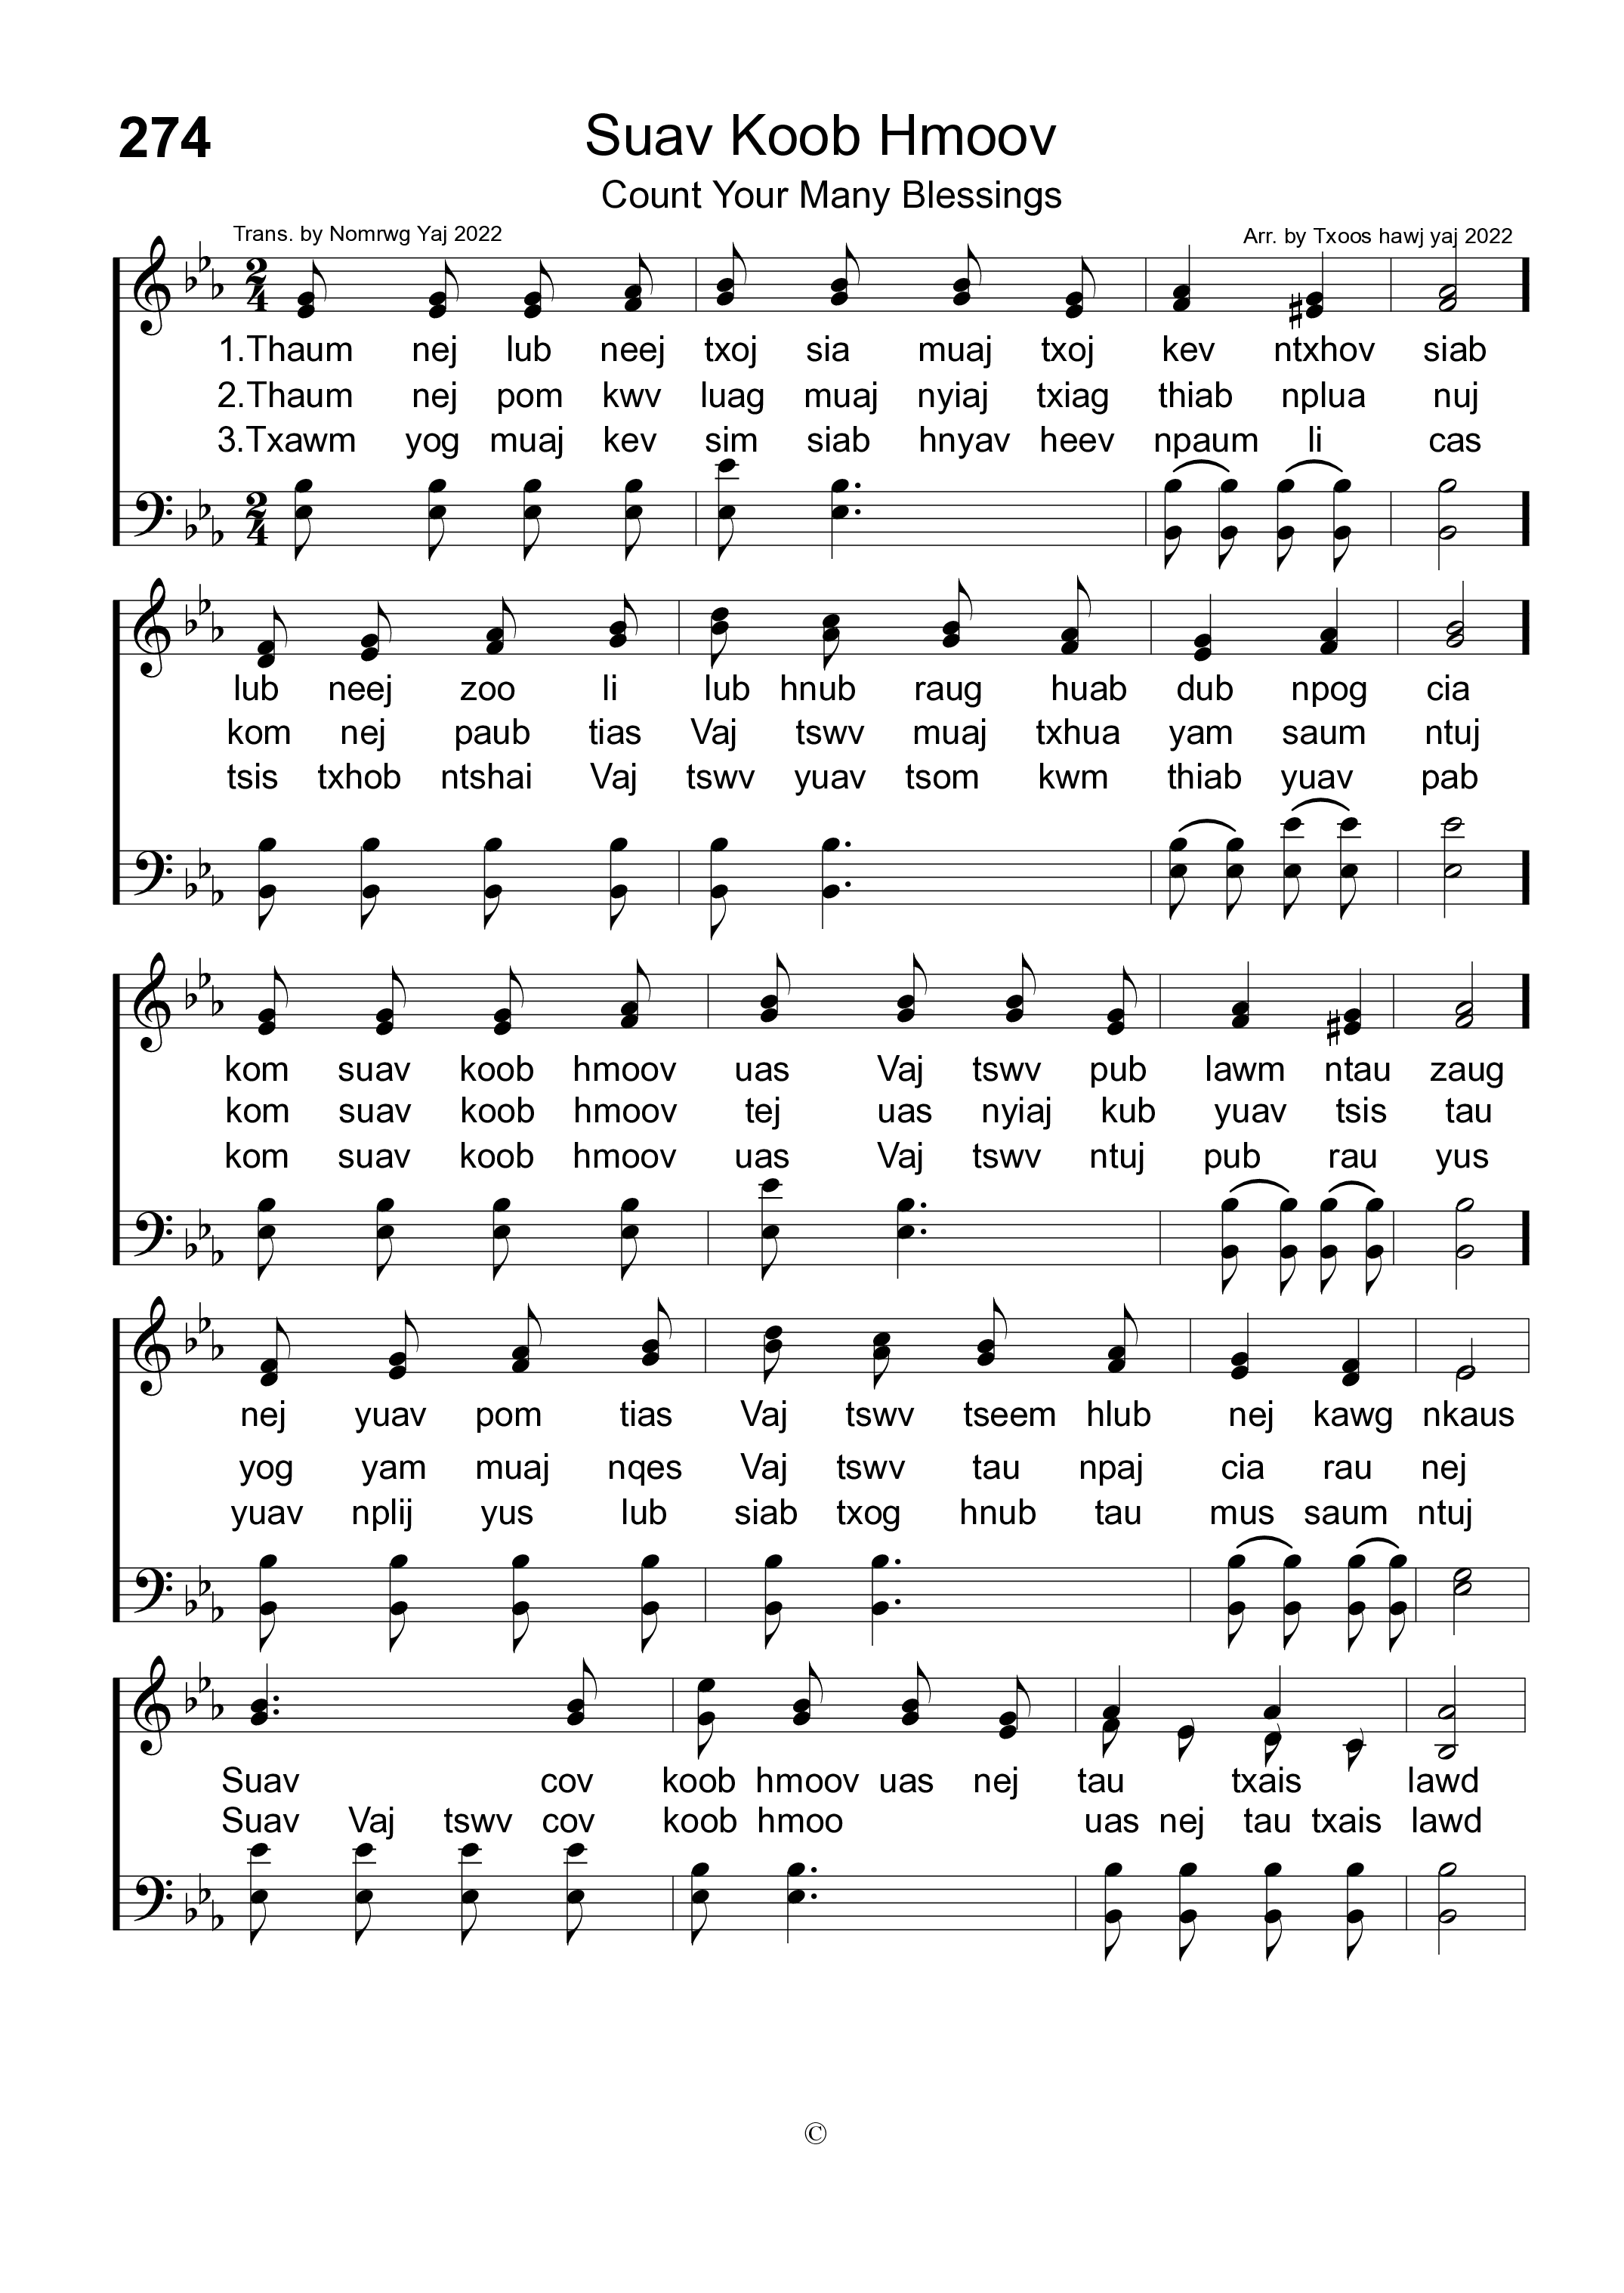 274
Suav Koob Hmoov
Count Your Many Blessings
Trans. by Nomrwg Yaj 2022
Arr. by Txoos hawj yaj 2022
1.Thaum nej lub neej txoj sia muaj txoj kev ntxhov siab
2.Thaum nej pom kwv luag muaj nyiaj txiag thiab nplua nuj
3.Txawm yog muaj kev sim siab hnyav heev npaum li cas
lub neej zoo li lub hnub raug huab dub npog cia
kom nej paub tias Vaj tswv muaj txhua yam saum ntuj
tsis txhob ntshai Vaj tswv yuav tsom kwm thiab yuav pab
kom suav koob hmoov uas Vaj tswv pub lawm ntau zaug
kom suav koob hmoov tej uas nyiaj kub yuav tsis tau
kom suav koob hmoov uas Vaj tswv ntuj pub rau yus
nej yuav pom tias Vaj tswv tseem hlub nej kawg nkaus
yog yam muaj nqes Vaj tswv tau npaj cia rau nej
yuav nplij yus lub siab txog hnub tau mus saum ntuj
Suav cov koob hmoov uas nej tau txais lawd
Suav Vaj tswv cov koob hmoo uas nej tau txais lawd
©